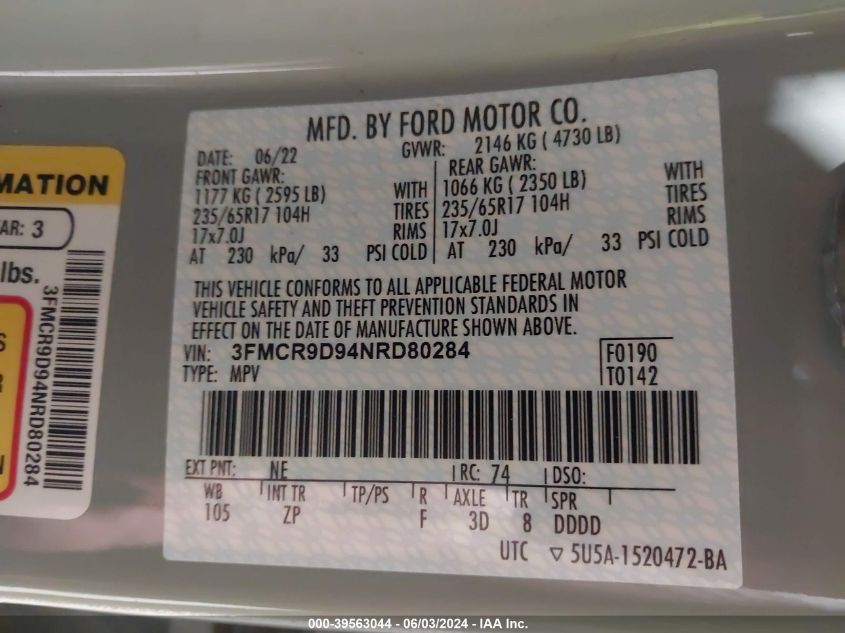 MATION
AR: 3
lbs.
3FMCR9D94NRD80284
MFD. BY FORD MOTOR CO.
DATE: 06/22 GVWR: 2146 KG ( 4730 LB)
FRONT GAWR: REAR GAWR:
1177 KG ( 2595 LB) WITH 1066 KG ( 2350 LB) WITH
235/65R17 104H TIRES 235/65R17 104H TIRES
17x7.0J RIMS 17x7.0J RIMS
AT 230 kPa/ 33 PSI COLD AT 230 kPa/ 33 PSI COLD
THIS VEHICLE CONFORMS TO ALL APPLICABLE FEDERAL MOTOR
VEHICLE SAFETY AND THEFT PREVENTION STANDARDS IN
EFFECT ON THE DATE OF MANUFACTURE SHOWN ABOVE.
VIN: 3FMCR9D94NRD80284 F0190
TYPE: MPV T0142
EXT PNT: NE RC: 74 DSO:
WB INT TR TP/PS R AXLE TR SPR
105 ZP F 3D 8 DDDD
UTC ▽ 5U5A-1520472-BA
000-39563044 - 06/03/2024 - IAA Inc.